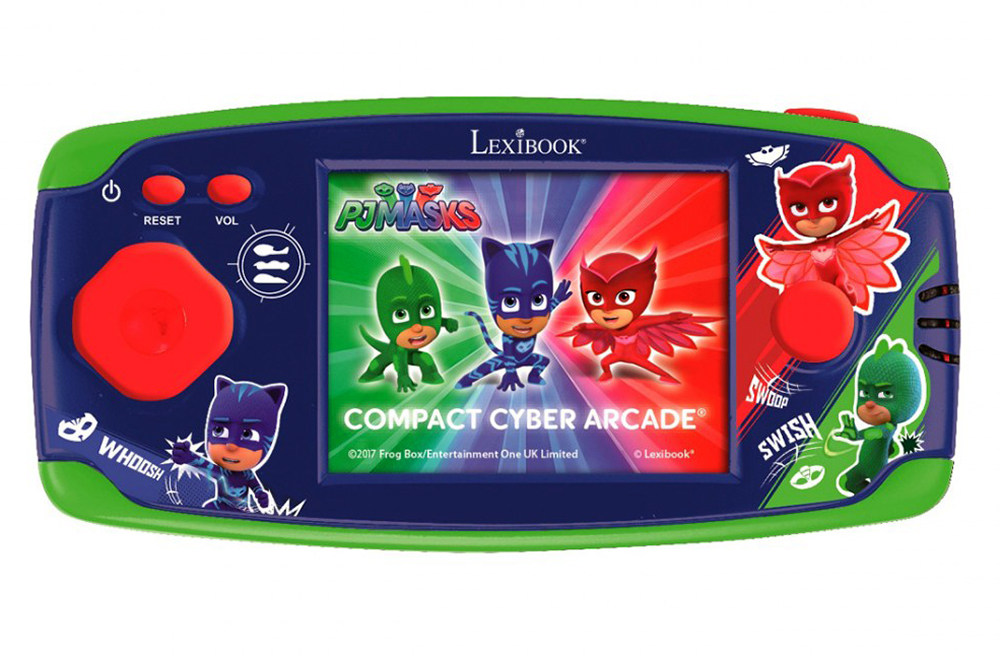 LEXIBOOK®
RESET
VOL
PJMASKS
COMPACT CYBER ARCADE®
©2017 Frog Box/Entertainment One UK Limited
© Lexibook®
WHOOSH
SWOOP
SWISH